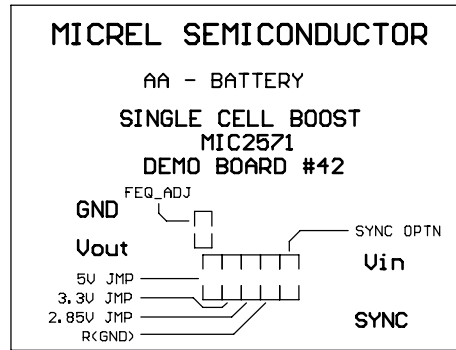 MICREL SEMICONDUCTOR
AA - BATTERY
SINGLE CELL BOOST
MIC2571
DEMO BOARD #42
FEQ_ADJ
GND
SYNC OPTN
Vout
Vin
5V JMP
3.3V JMP
2.85V JMP
SYNC
R(GND)